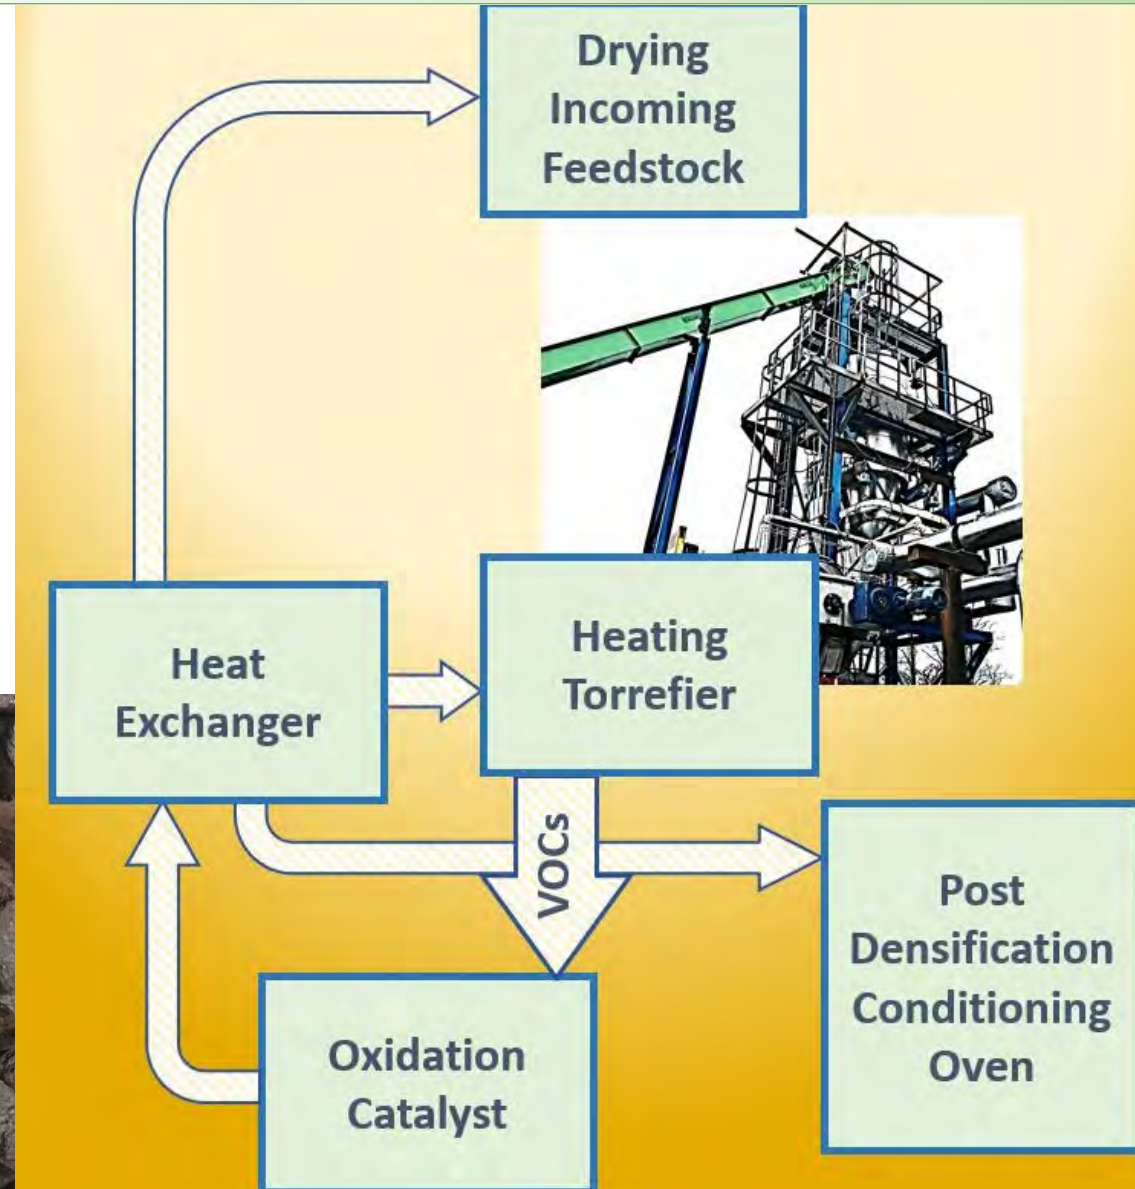 Drying
Incoming
Feedstock
Heat
Exchanger
Heating
Torrefier
VOCs
Post
Densification
Conditioning
Oven
Oxidation
Catalyst